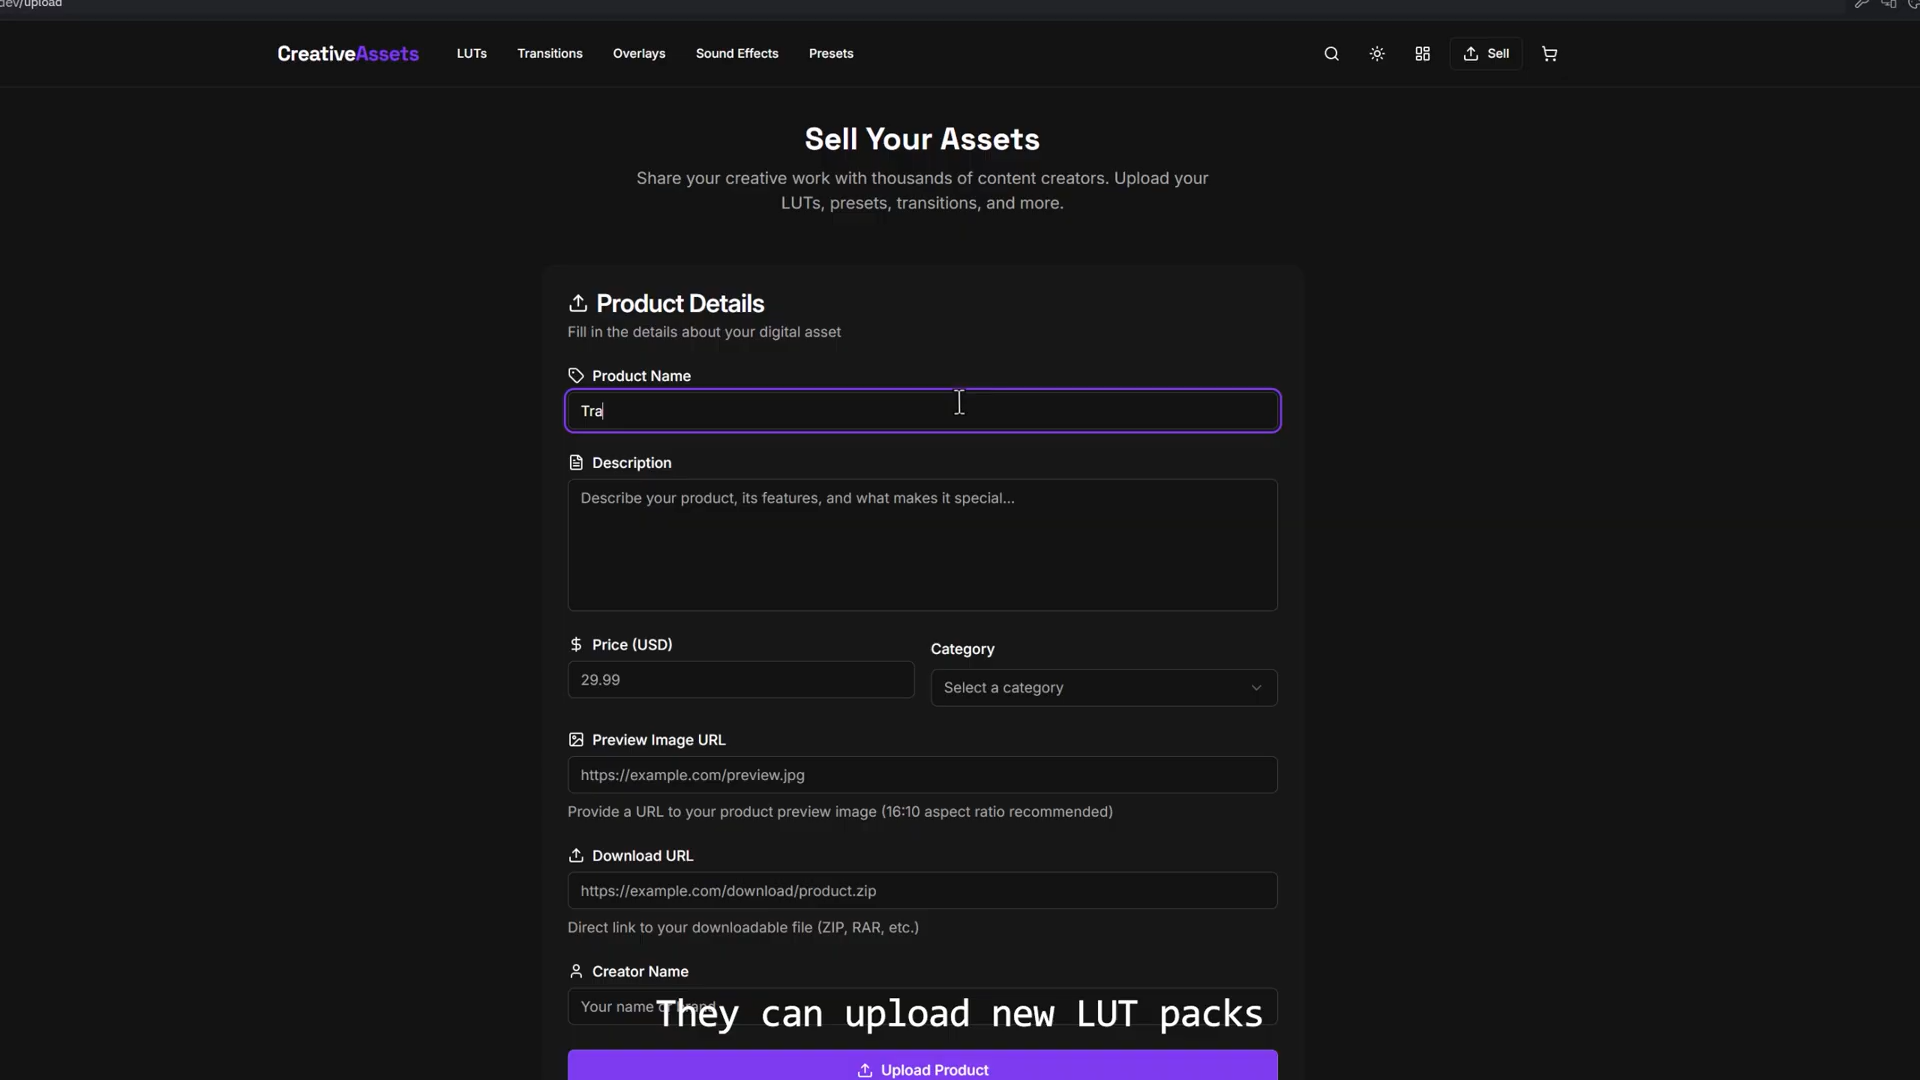 dev/upload
CreativeAssets LUTs Transitions Overlays Sound Effects Presets Sell
Sell Your Assets
Share your creative work with thousands of content creators. Upload your
LUTs, presets, transitions, and more.
Product Details
Fill in the details about your digital asset
Product Name
Tra
Description
Describe your product, its features, and what makes it special...
Price (USD)
29.99
Category
Select a category
Preview Image URL
https://example.com/preview.jpg
Provide a URL to your product preview image (16:10 aspect ratio recommended)
Download URL
https://example.com/download/product.zip
Direct link to your downloadable file (ZIP, RAR, etc.)
Creator Name
Your name or brand
They can upload new LUT packs
Upload Product